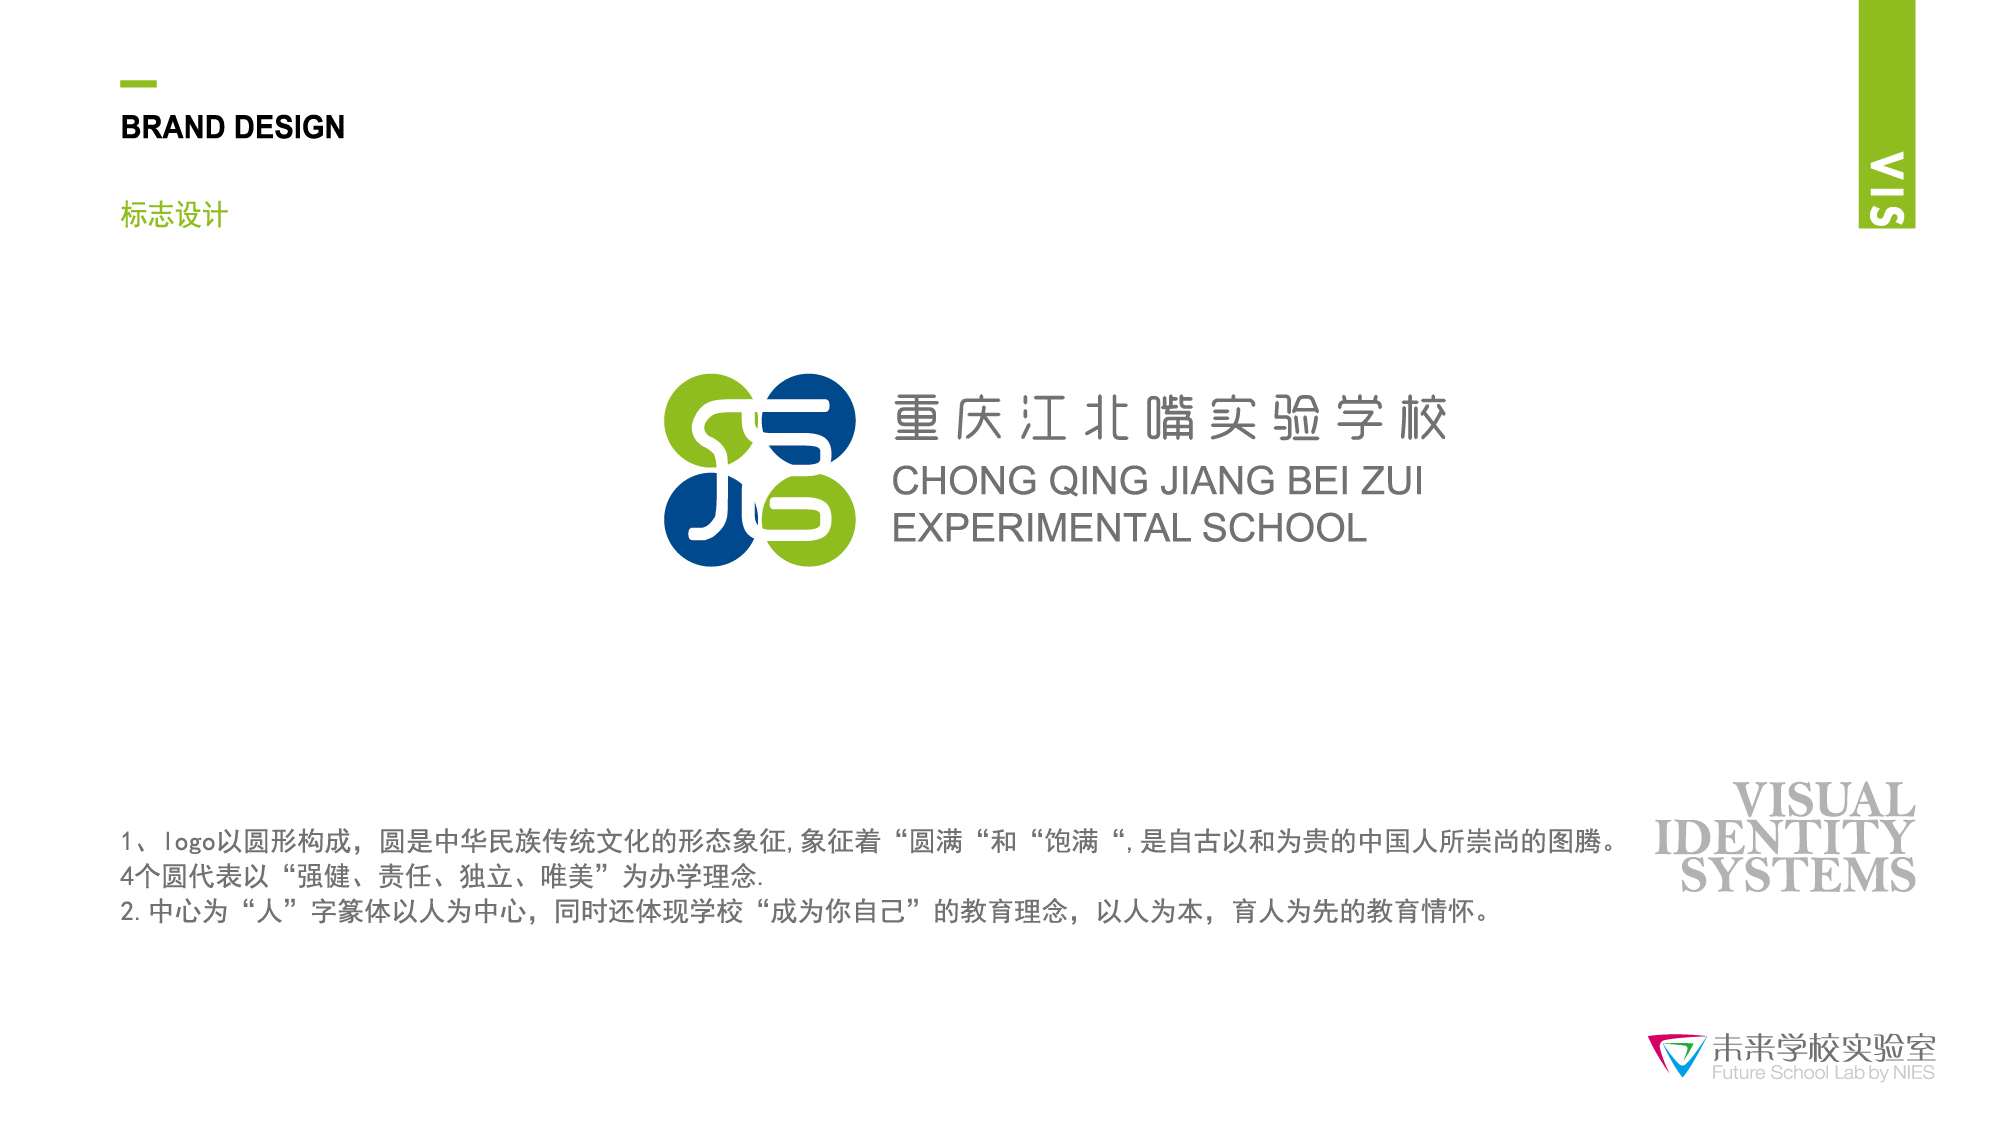 BRAND DESIGN
VIS
标志设计
重庆江北嘴实验学校
CHONG QING JIANG BEI ZUI
EXPERIMENTAL SCHOOL
1、logo以圆形构成，圆是中华民族传统文化的形态象征,象征着“圆满“和“饱满“,是自古以和为贵的中国人所崇尚的图腾。
4个圆代表以“强健、责任、独立、唯美”为办学理念.
2.中心为“人”字篆体以人为中心，同时还体现学校“成为你自己”的教育理念，以人为本，育人为先的教育情怀。
VISUAL
IDENTITY
SYSTEMS
未来学校实验室
Future School Lab by NIES